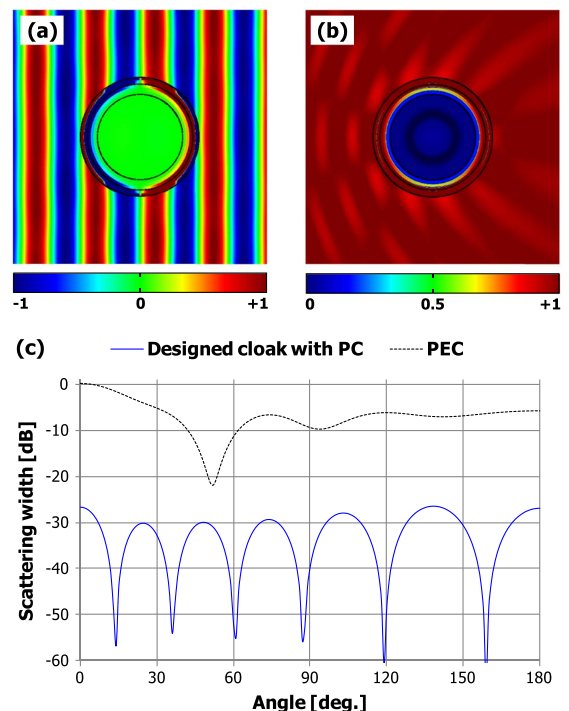 (a) (b)
-1 0 +1 0 0.5 +1
(c) Designed cloak with PC PEC
0
-10
-20
-30
-40
-50
-60
Scattering width [dB]
0 30 60 90 120 150 180
Angle [deg.]